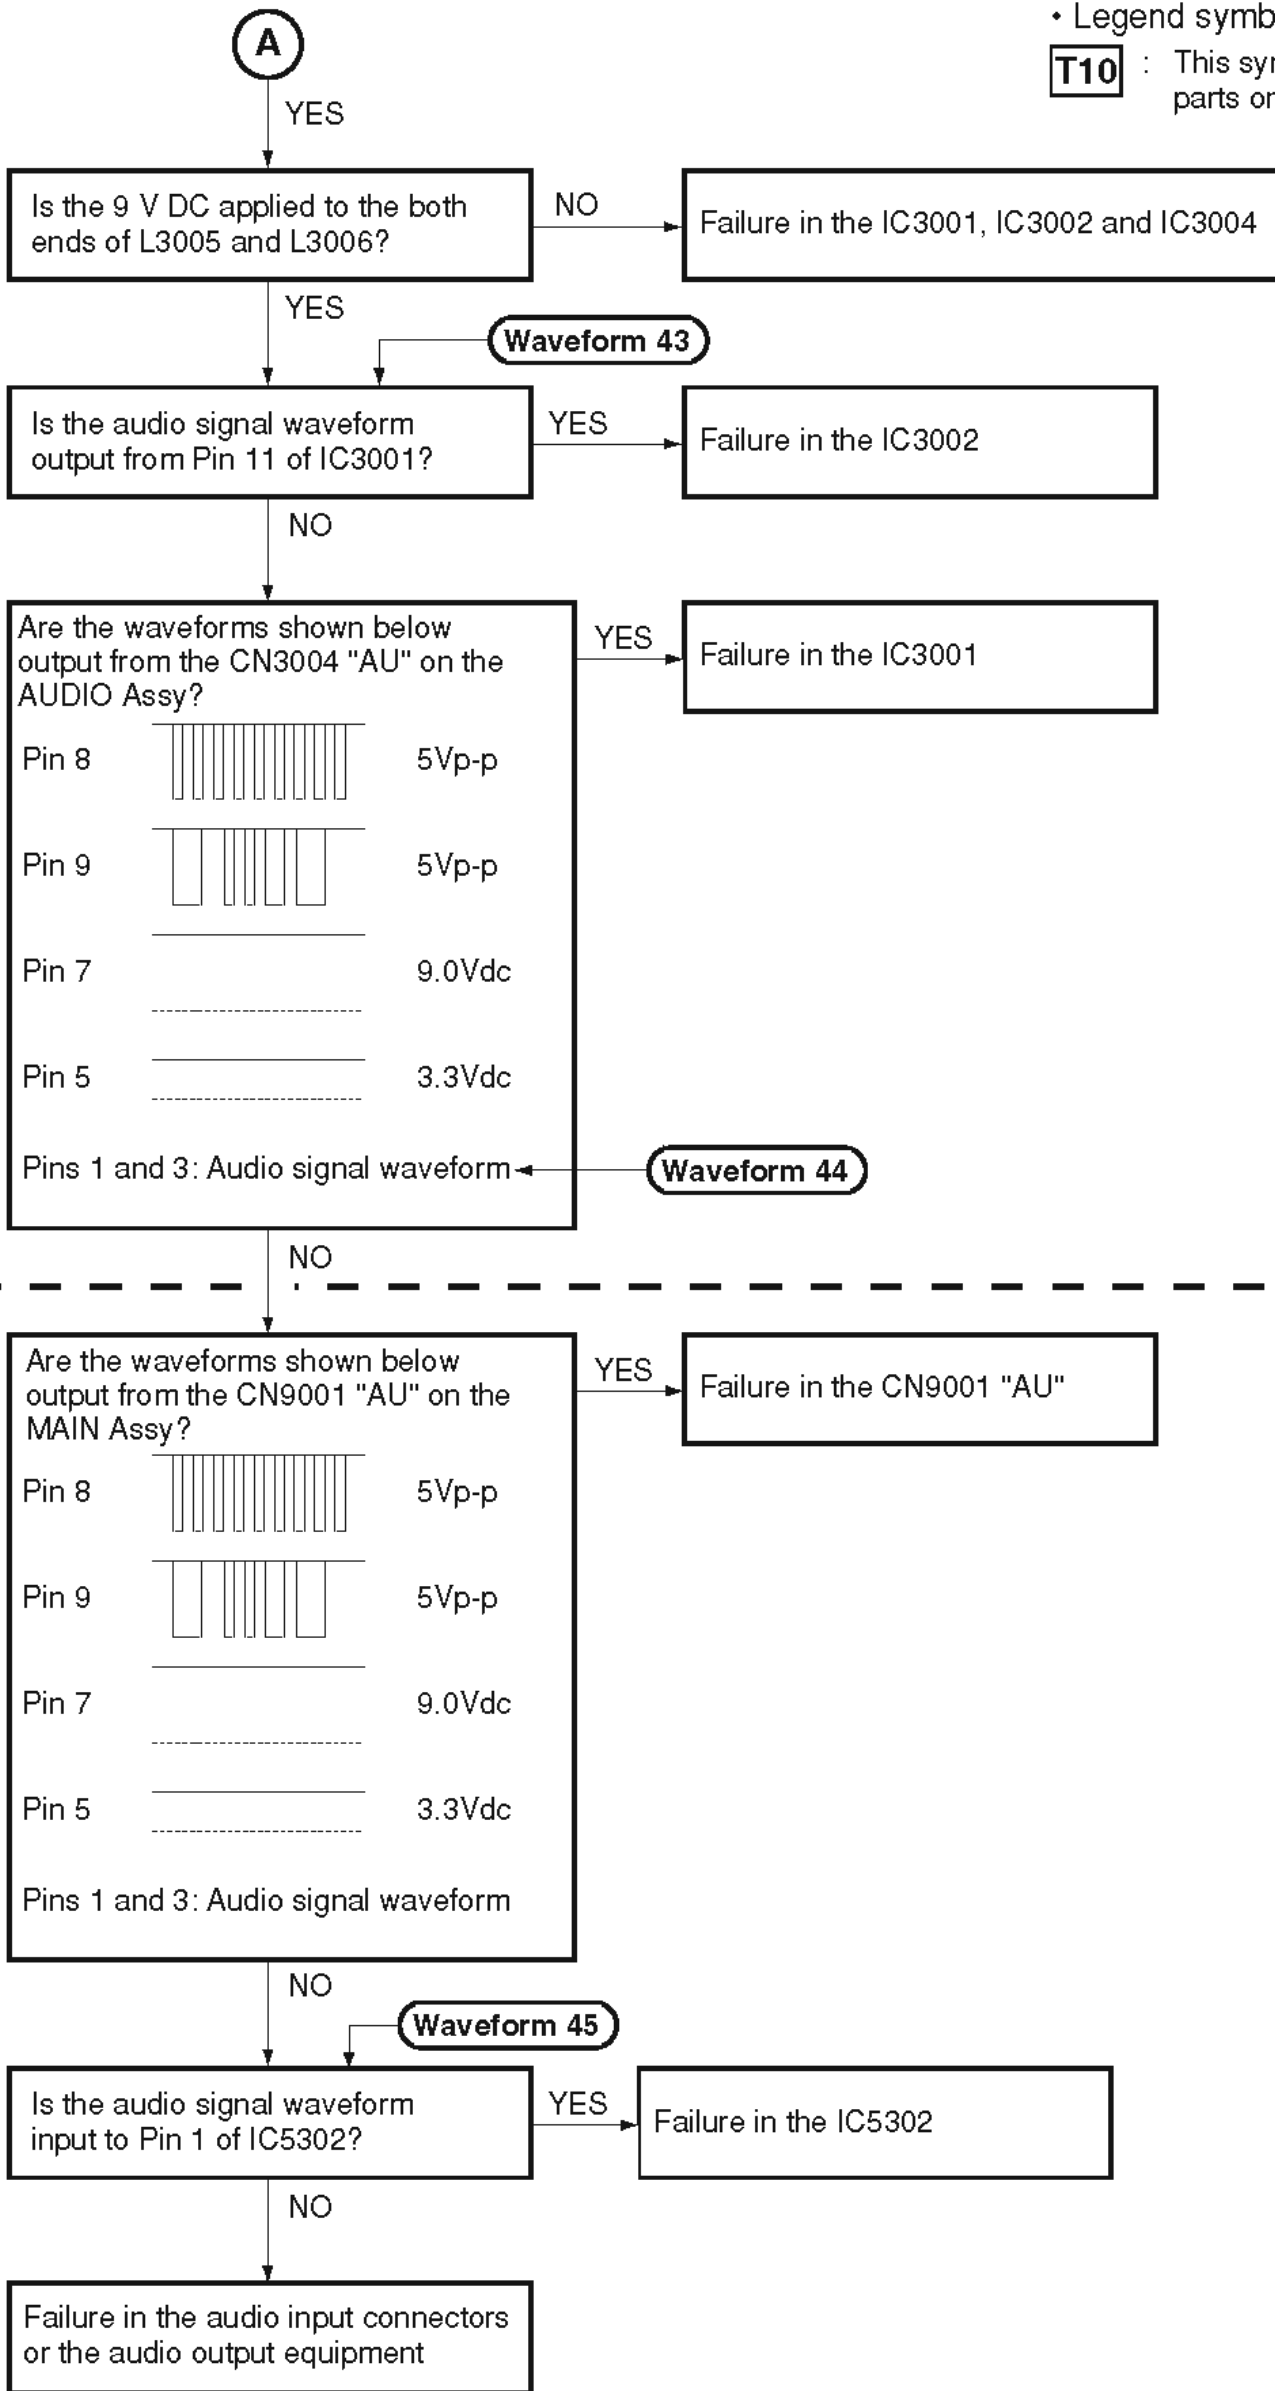 A
• Legend symb
T10 : This syr
parts or
YES
Is the 9 V DC applied to the both
ends of L3005 and L3006?
NO
Failure in the IC3001, IC3002 and IC3004
YES
Waveform 43
Is the audio signal waveform
output from Pin 11 of IC3001?
YES
Failure in the IC3002
NO
Are the waveforms shown below
output from the CN3004 "AU" on the
AUDIO Assy?
YES
Failure in the IC3001
Pin 8 5Vp-p
Pin 9 5Vp-p
Pin 7 9.0Vdc
Pin 5 3.3Vdc
Pins 1 and 3: Audio signal waveform
Waveform 44
NO
Are the waveforms shown below
output from the CN9001 "AU" on the
MAIN Assy?
YES
Failure in the CN9001 "AU"
Pin 8 5Vp-p
Pin 9 5Vp-p
Pin 7 9.0Vdc
Pin 5 3.3Vdc
Pins 1 and 3: Audio signal waveform
NO
Waveform 45
Is the audio signal waveform
input to Pin 1 of IC5302?
YES
Failure in the IC5302
NO
Failure in the audio input connectors
or the audio output equipment